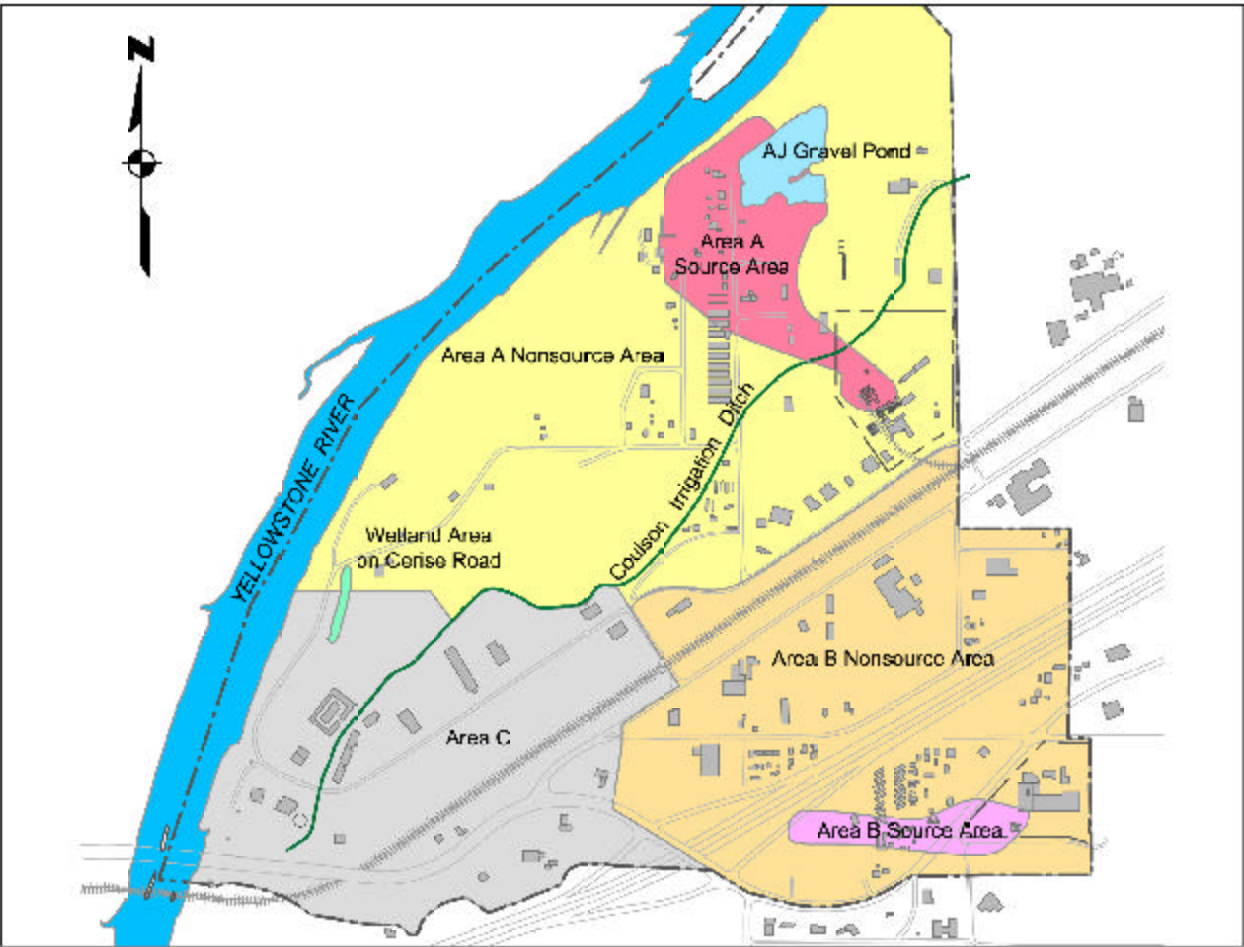 N
AJ Gravel Pond
Area A
Source Area
Area A Nonsource Area
YELLOWSTONE RIVER
Coulson Irrigation Ditch
Wetland Area
on Cerise Road
Area B Nonsource Area
Area C
Area B Source Area